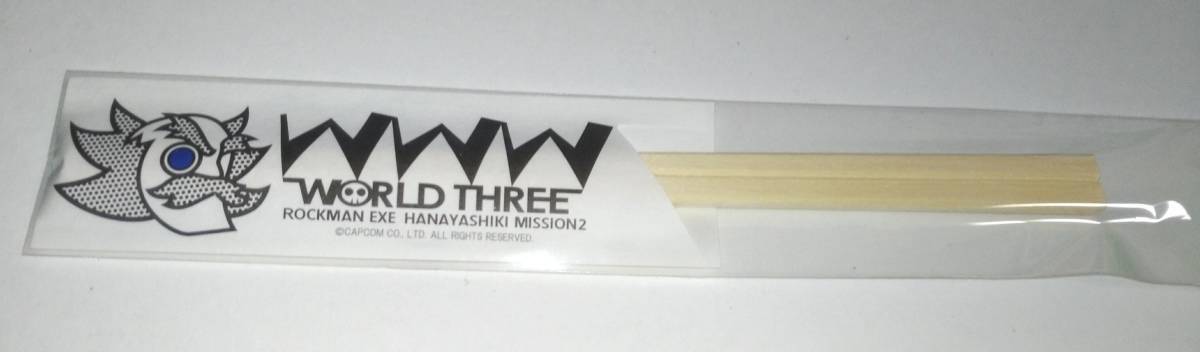 WWW
WORLD THREE
ROCKMAN EXE HANAYASHIKI MISSION2
©CAPCOM CO., LTD. ALL RIGHTS RESERVED.